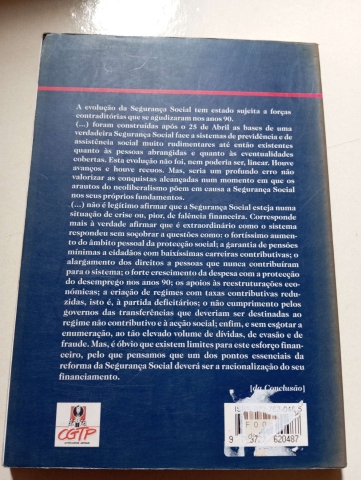 A evolução da Segurança Social tem estado sujeita a forças
contraditórias que se agudizaram nos anos 90.
(...) foram construídas após o 25 de Abril as bases de uma
verdadeira Segurança Social face a sistemas de previdência e de
assistência social muito rudimentares até então existentes
quanto às pessoas abrangidas e quanto às eventualidades
cobertas. Esta evolução não foi, nem poderia ser, linear. Houve
avanços e houve recuos. Mas, seria um profundo erro não
valorizar as conquistas alcançadas num momento em que os
arautos do neoliberalismo põem em causa a Segurança Social
nos seus próprios fundamentos.
(...) não é legítimo afirmar que a Segurança Social esteja numa
situação de crise ou, pior, de falência financeira. Corresponde
mais à verdade afirmar que é extraordinário como o sistema
respondeu sem soçobrar a questões como: o fortíssimo aumento
do âmbito pessoal da protecção social; a garantia de pensões
mínimas a cidadãos com baixíssimas carreiras contributivas; o
alargamento dos direitos a pessoas que nunca contribuíram
para o sistema; o forte crescimento da despesa com a protecção
do desemprego nos anos 90; os apoios às reestruturações eco-
nómicas; a criação de regimes com taxas contributivas redu-
zidas, isto é, à partida deficitários; o não cumprimento pelos
governos das transferências que deveriam ser destinadas ao
regime não contributivo e à acção social; enfim, e sem esgotar a
enumeração, ao tão elevado volume de dívidas, de evasão e de
fraude. Mas, é óbvio que existem limites para este esforço finan-
ceiro, pelo que pensamos que um dos pontos essenciais da
reforma da Segurança Social deverá ser a racionalização do seu
financiamento.
[da Conclusão]
CGTP
620487